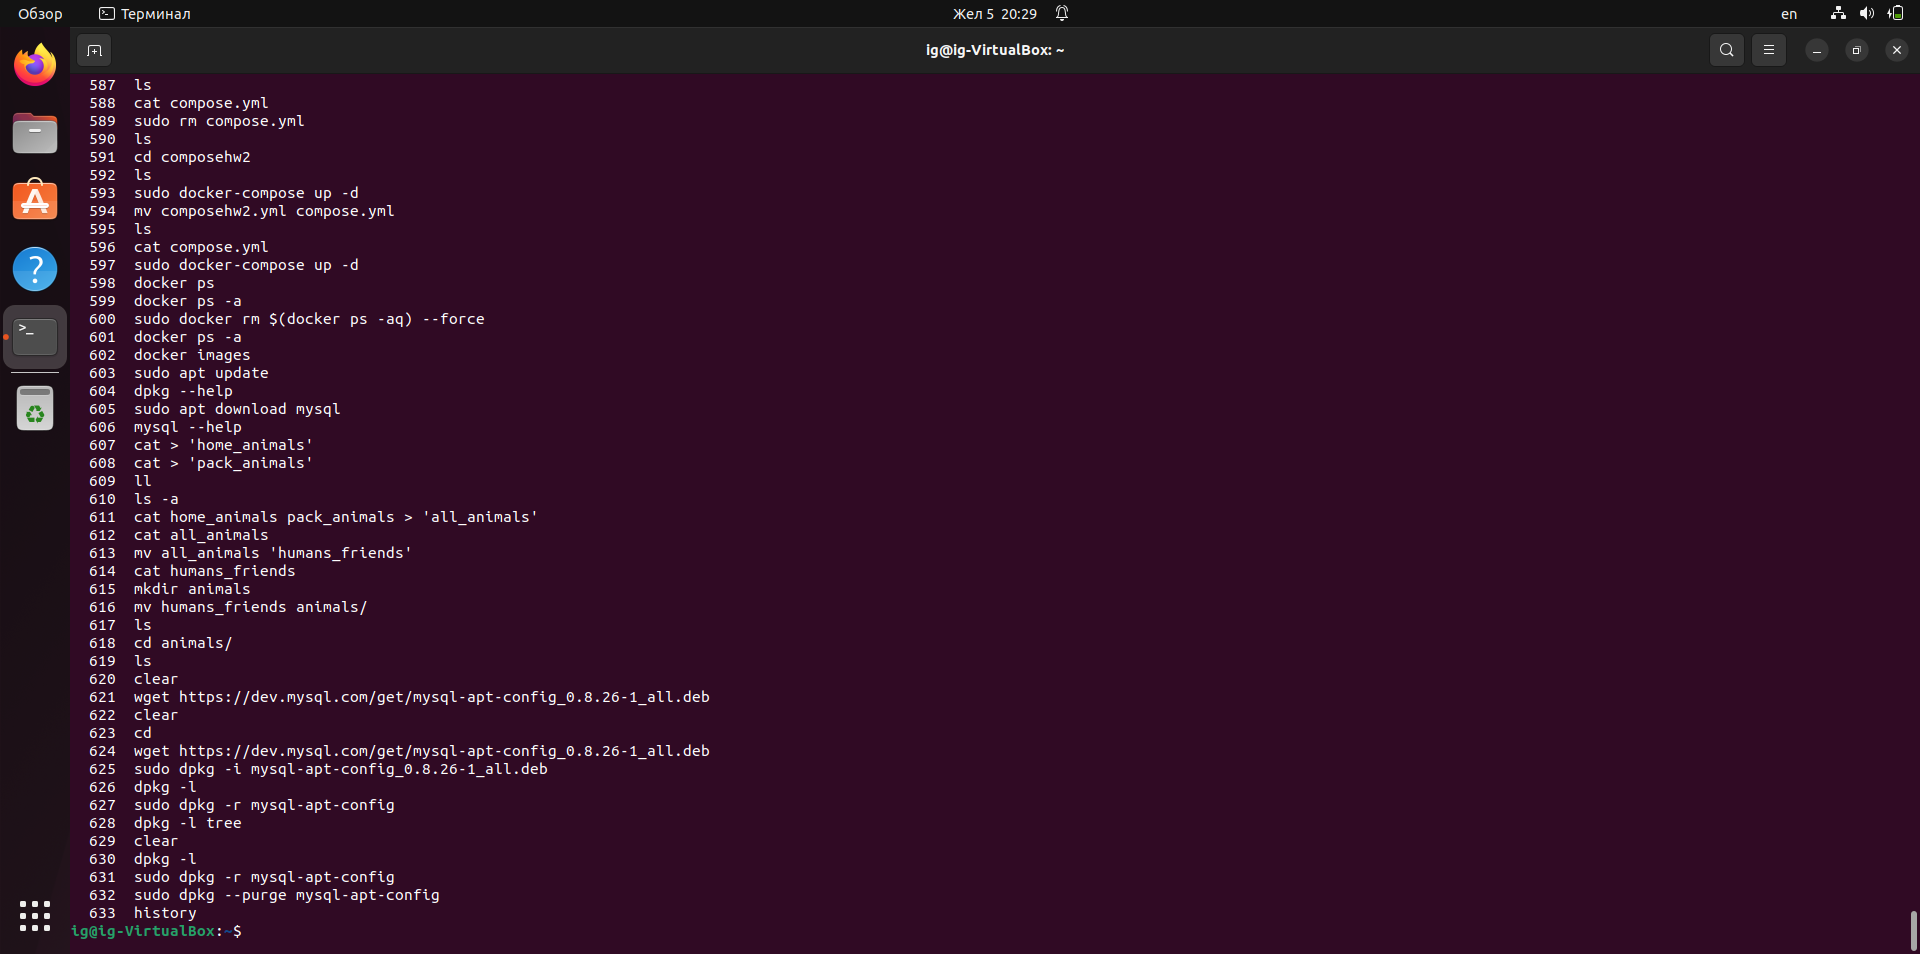 Обзор
Терминал
Жел 5 20:29
en
ig@ig-VirtualBox: ~
587 ls
588 cat compose.yml
589 sudo rm compose.yml
590 ls
591 cd composehw2
592 ls
593 sudo docker-compose up -d
594 mv composehw2.yml compose.yml
595 ls
596 cat compose.yml
597 sudo docker-compose up -d
598 docker ps
599 docker ps -a
600 sudo docker rm $(docker ps -aq) --force
601 docker ps -a
602 docker images
603 sudo apt update
604 dpkg --help
605 sudo apt download mysql
606 mysql --help
607 cat > 'home_animals'
608 cat > 'pack_animals'
609 ll
610 ls -a
611 cat home_animals pack_animals > 'all_animals'
612 cat all_animals
613 mv all_animals 'humans_friends'
614 cat humans_friends
615 mkdir animals
616 mv humans_friends animals/
617 ls
618 cd animals/
619 ls
620 clear
621 wget https://dev.mysql.com/get/mysql-apt-config_0.8.26-1_all.deb
622 clear
623 cd
624 wget https://dev.mysql.com/get/mysql-apt-config_0.8.26-1_all.deb
625 sudo dpkg -i mysql-apt-config_0.8.26-1_all.deb
626 dpkg -l
627 sudo dpkg -r mysql-apt-config
628 dpkg -l tree
629 clear
630 dpkg -l
631 sudo dpkg -r mysql-apt-config
632 sudo dpkg --purge mysql-apt-config
633 history
ig@ig-VirtualBox:~$